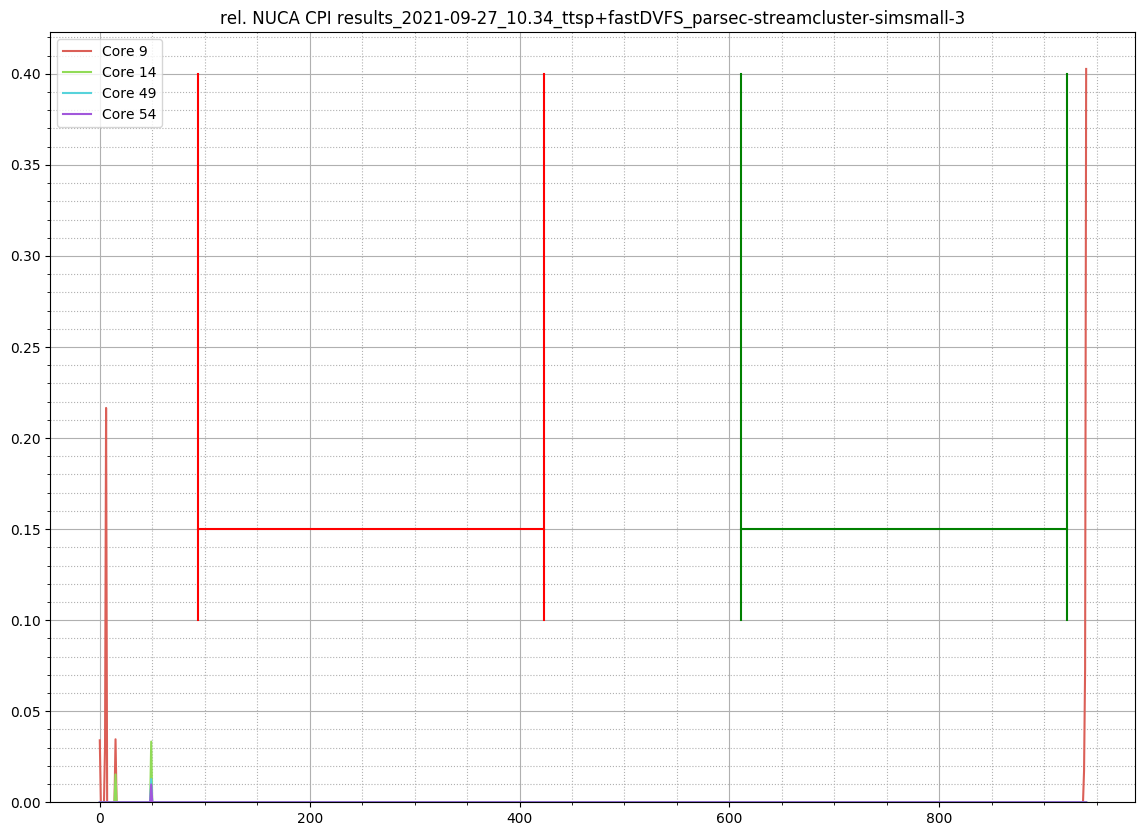 rel. NUCA CPI results_2021-09-27_10.34_ttsp+fastDVFS_parsec-streamcluster-simsmall-3
Core 9
Core 14
Core 49
Core 54
0.40
0.35
0.30
0.25
0.20
0.15
0.10
0.05
0.00
0 200 400 600 800